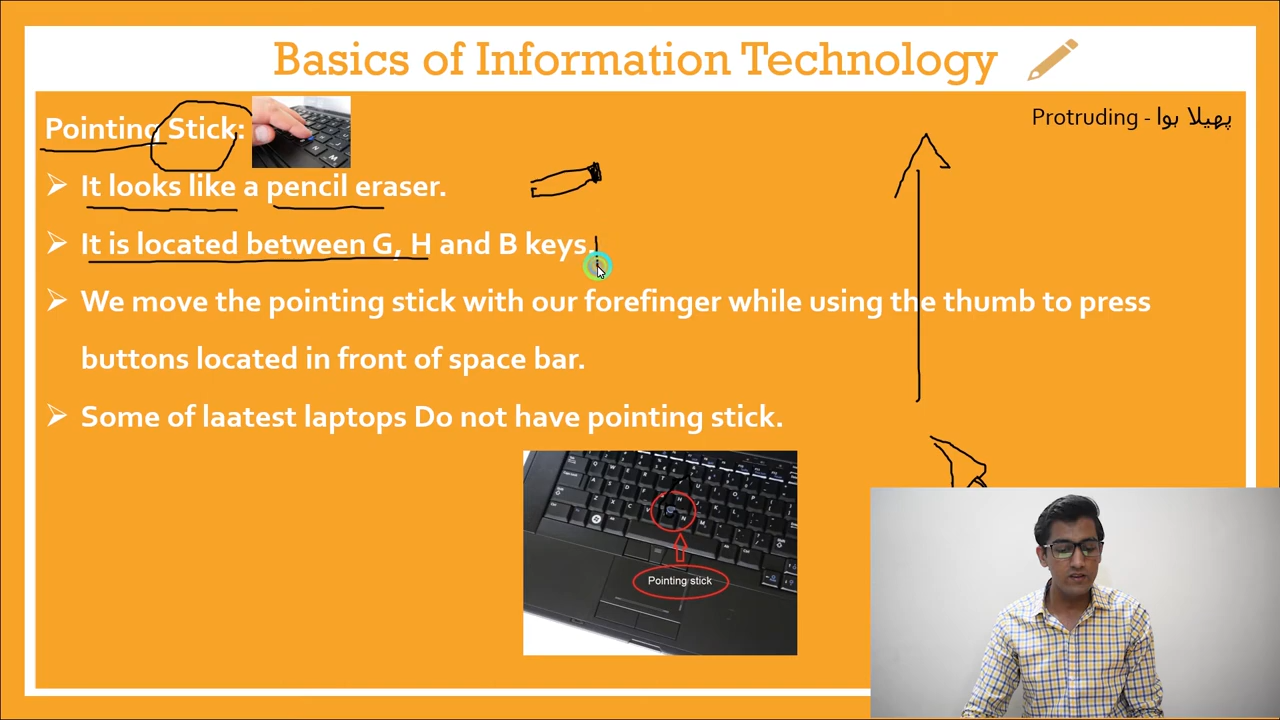 Basics of Information Technology
Pointing Stick:
Protruding - پھیلا ہوا
It looks like a pencil eraser.
It is located between G, H and B keys.
We move the pointing stick with our forefinger while using the thumb to press
buttons located in front of space bar.
Some of laatest laptops Do not have pointing stick.
Pointing stick